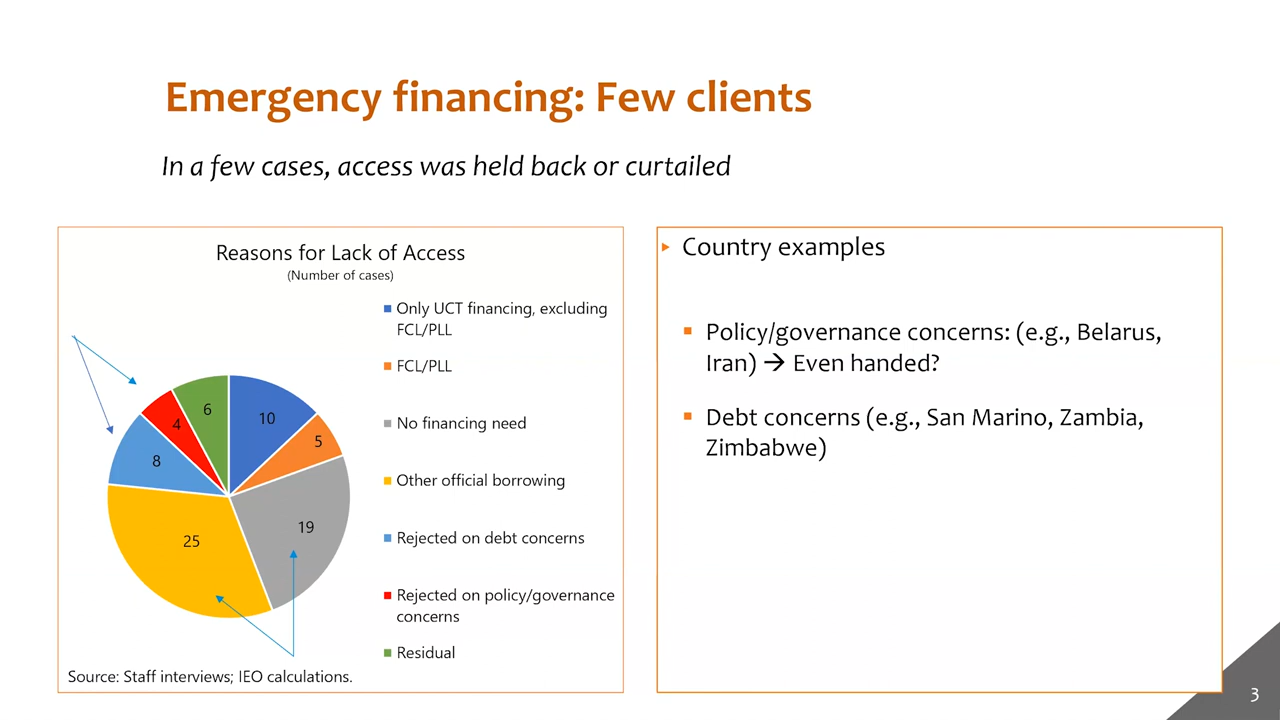 Emergency financing: Few clients
In a few cases, access was held back or curtailed
Reasons for Lack of Access
(Number of cases)
Only UCT financing, excluding
FCL/PLL
FCL/PLL
No financing need
Other official borrowing
Rejected on debt concerns
Rejected on policy/governance
concerns
Residual
6
10
4
5
8
19
25
Source: Staff interviews; IEO calculations.
▸ Country examples
▪ Policy/governance concerns: (e.g., Belarus,
Iran) → Even handed?
▪ Debt concerns (e.g., San Marino, Zambia,
Zimbabwe)
3